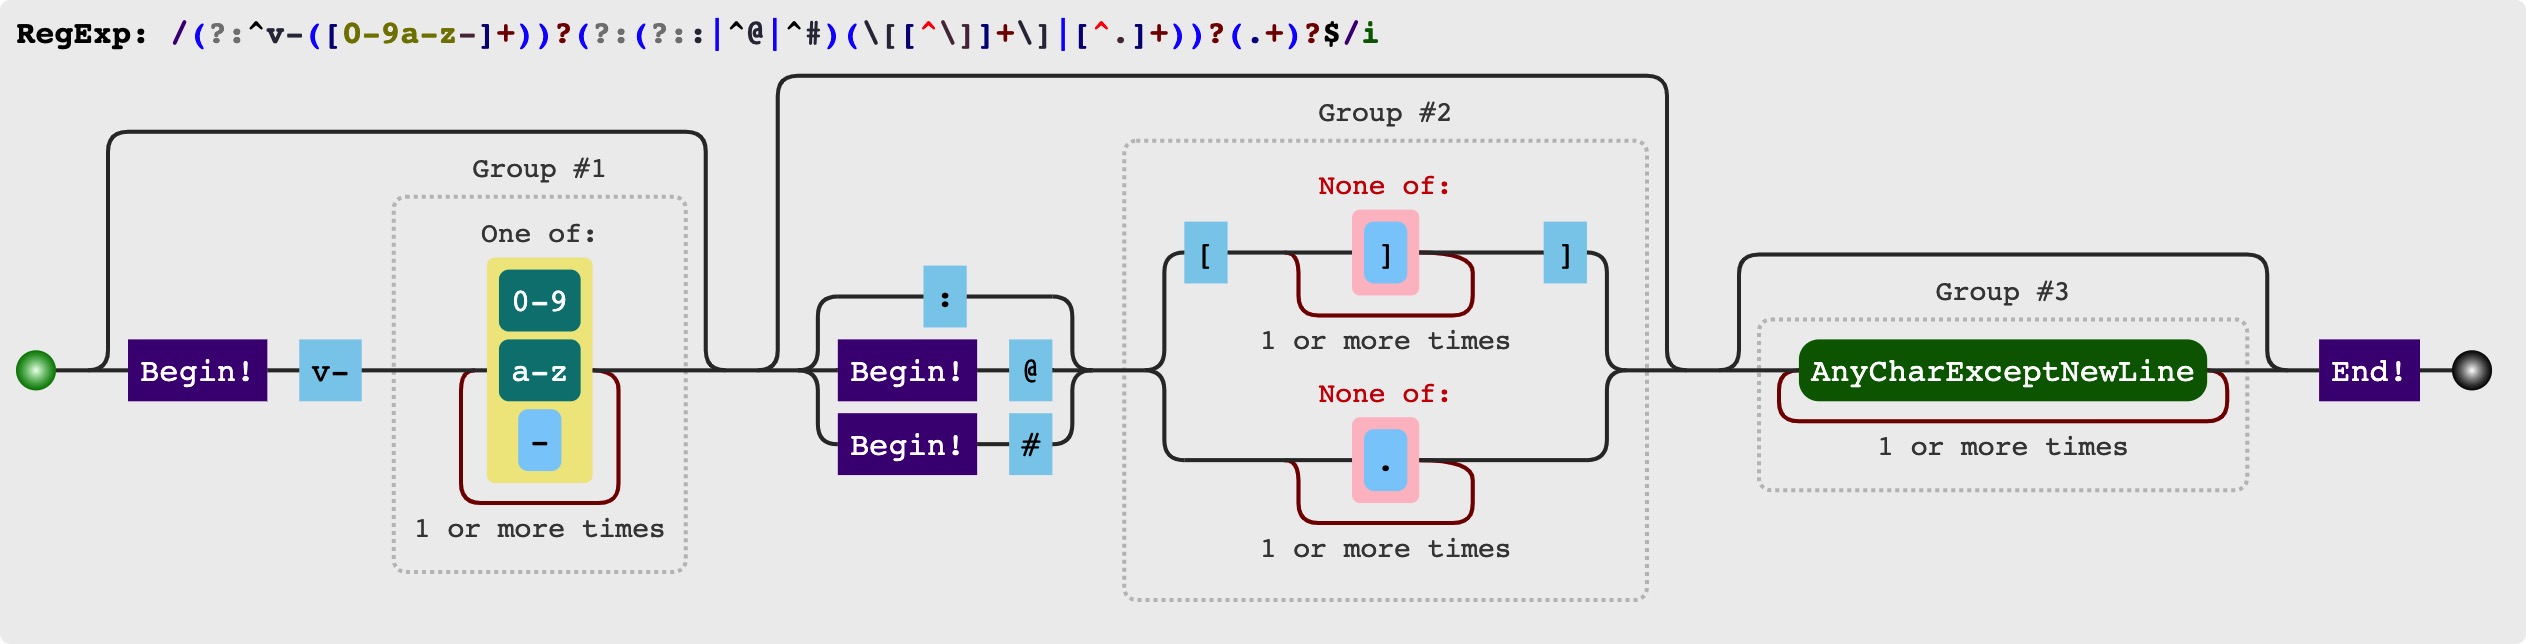 RegExp: /(?:^v-([0-9a-z-]+))?(?:(?::|^@|^#)(\[[^\]]+\]|[^.]+))?(.+)?$/i
Group #1
One of:
0-9
a-z
-
1 or more times
Begin!
v-
:
Begin!
@
Begin!
#
Group #2
None of:
[
]
]
1 or more times
None of:
.
1 or more times
Group #3
AnyCharExceptNewLine
1 or more times
End!